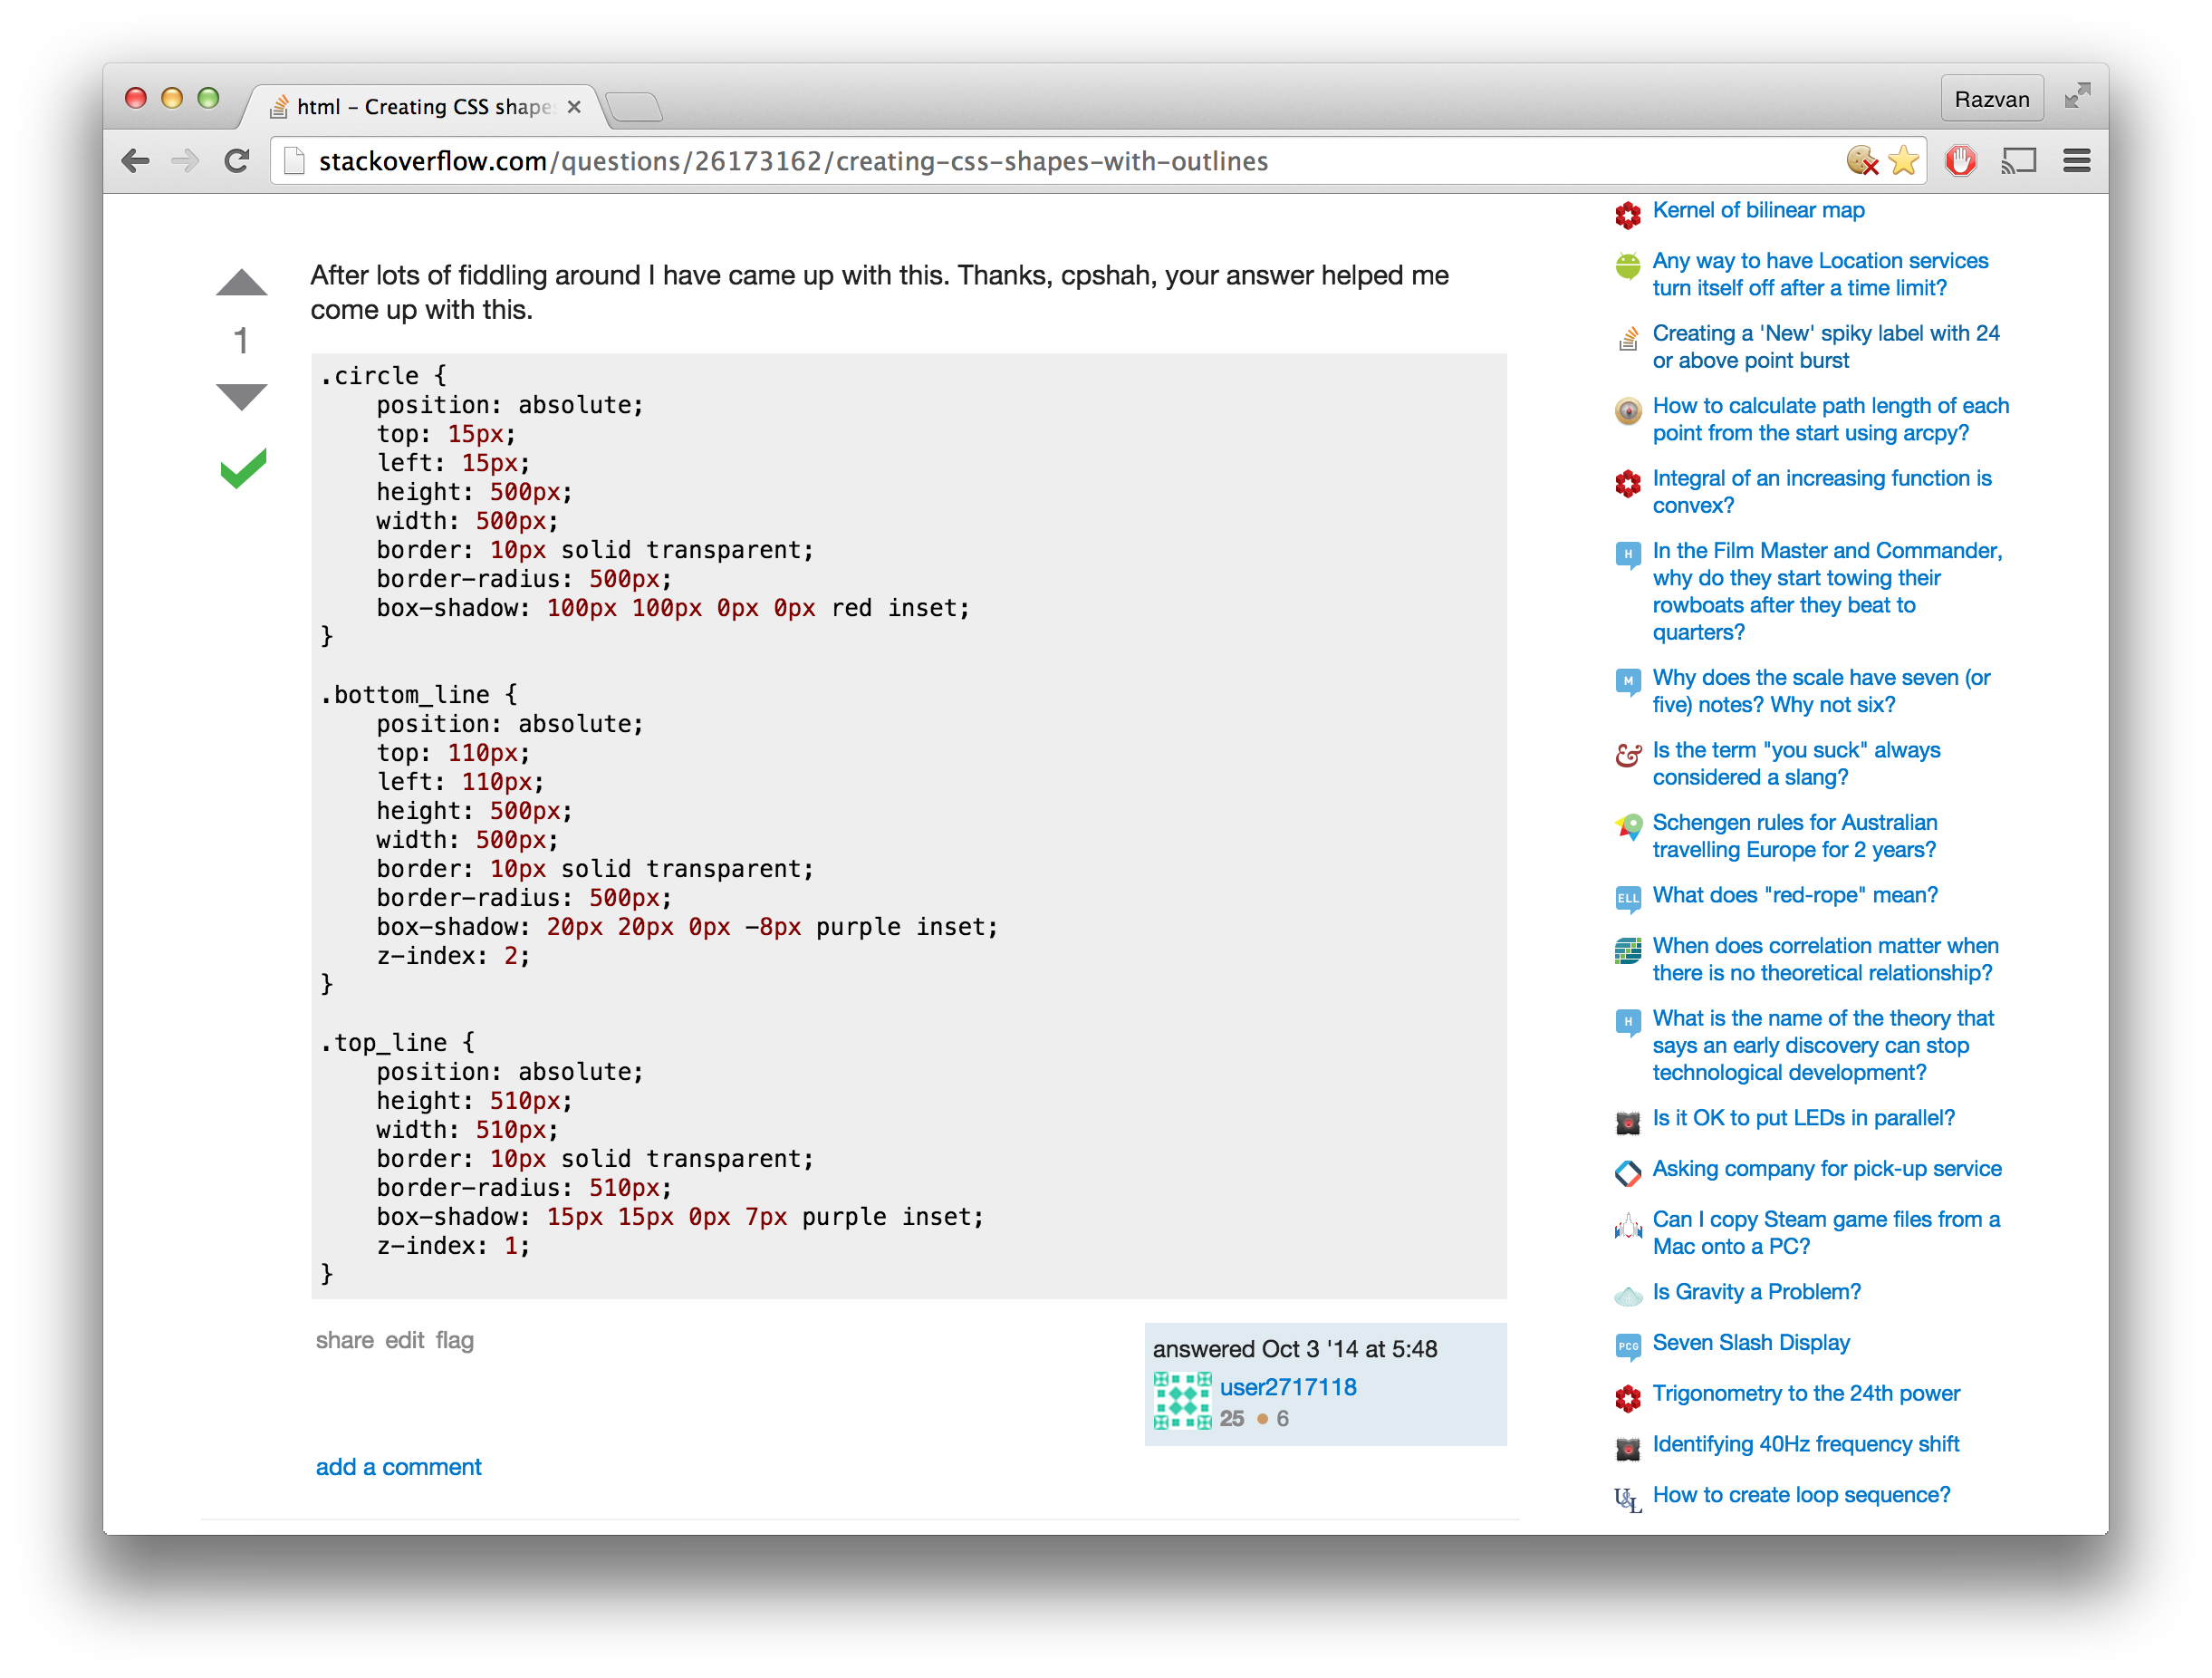 html – Creating CSS shape
Razvan
stackoverflow.com/questions/26173162/creating-css-shapes-with-outlines
After lots of fiddling around I have came up with this. Thanks, cpshah, your answer helped me
come up with this.
1
.circle {
    position: absolute;
    top: 15px;
    left: 15px;
    height: 500px;
    width: 500px;
    border: 10px solid transparent;
    border-radius: 500px;
    box-shadow: 100px 100px 0px 0px red inset;
}
.bottom_line {
    position: absolute;
    top: 110px;
    left: 110px;
    height: 500px;
    width: 500px;
    border: 10px solid transparent;
    border-radius: 500px;
    box-shadow: 20px 20px 0px -8px purple inset;
    z-index: 2;
}
.top_line {
    position: absolute;
    height: 510px;
    width: 510px;
    border: 10px solid transparent;
    border-radius: 510px;
    box-shadow: 15px 15px 0px 7px purple inset;
    z-index: 1;
}
share edit flag
answered Oct 3 '14 at 5:48
user2717118
25 6
add a comment
Kernel of bilinear map
Any way to have Location services
turn itself off after a time limit?
Creating a 'New' spiky label with 24
or above point burst
How to calculate path length of each
point from the start using arcpy?
Integral of an increasing function is
convex?
H
In the Film Master and Commander,
why do they start towing their
rowboats after they beat to
quarters?
M
Why does the scale have seven (or
five) notes? Why not six?
&
Is the term "you suck" always
considered a slang?
Schengen rules for Australian
travelling Europe for 2 years?
ELL
What does "red-rope" mean?
When does correlation matter when
there is no theoretical relationship?
H
What is the name of the theory that
says an early discovery can stop
technological development?
Is it OK to put LEDs in parallel?
Asking company for pick-up service
Can I copy Steam game files from a
Mac onto a PC?
Is Gravity a Problem?
PCG
Seven Slash Display
Trigonometry to the 24th power
Identifying 40Hz frequency shift
U&L
How to create loop sequence?